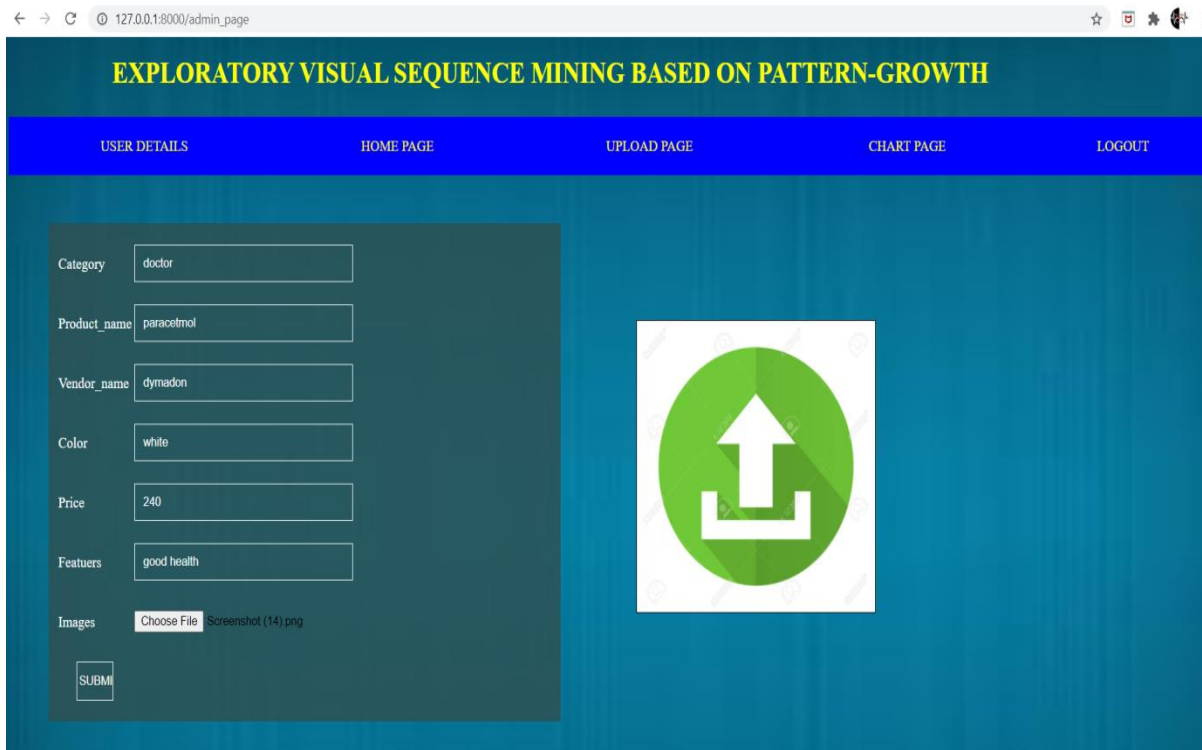 127.0.0.1:8000/admin_page
EXPLORATORY VISUAL SEQUENCE MINING BASED ON PATTERN-GROWTH
USER DETAILS HOME PAGE UPLOAD PAGE CHART PAGE LOGOUT
Category doctor
Product_name paracetmol
Vendor_name dymadon
Color white
Price 240
Featuers good health
Images Choose File Screenshot (14).png
SUBMI